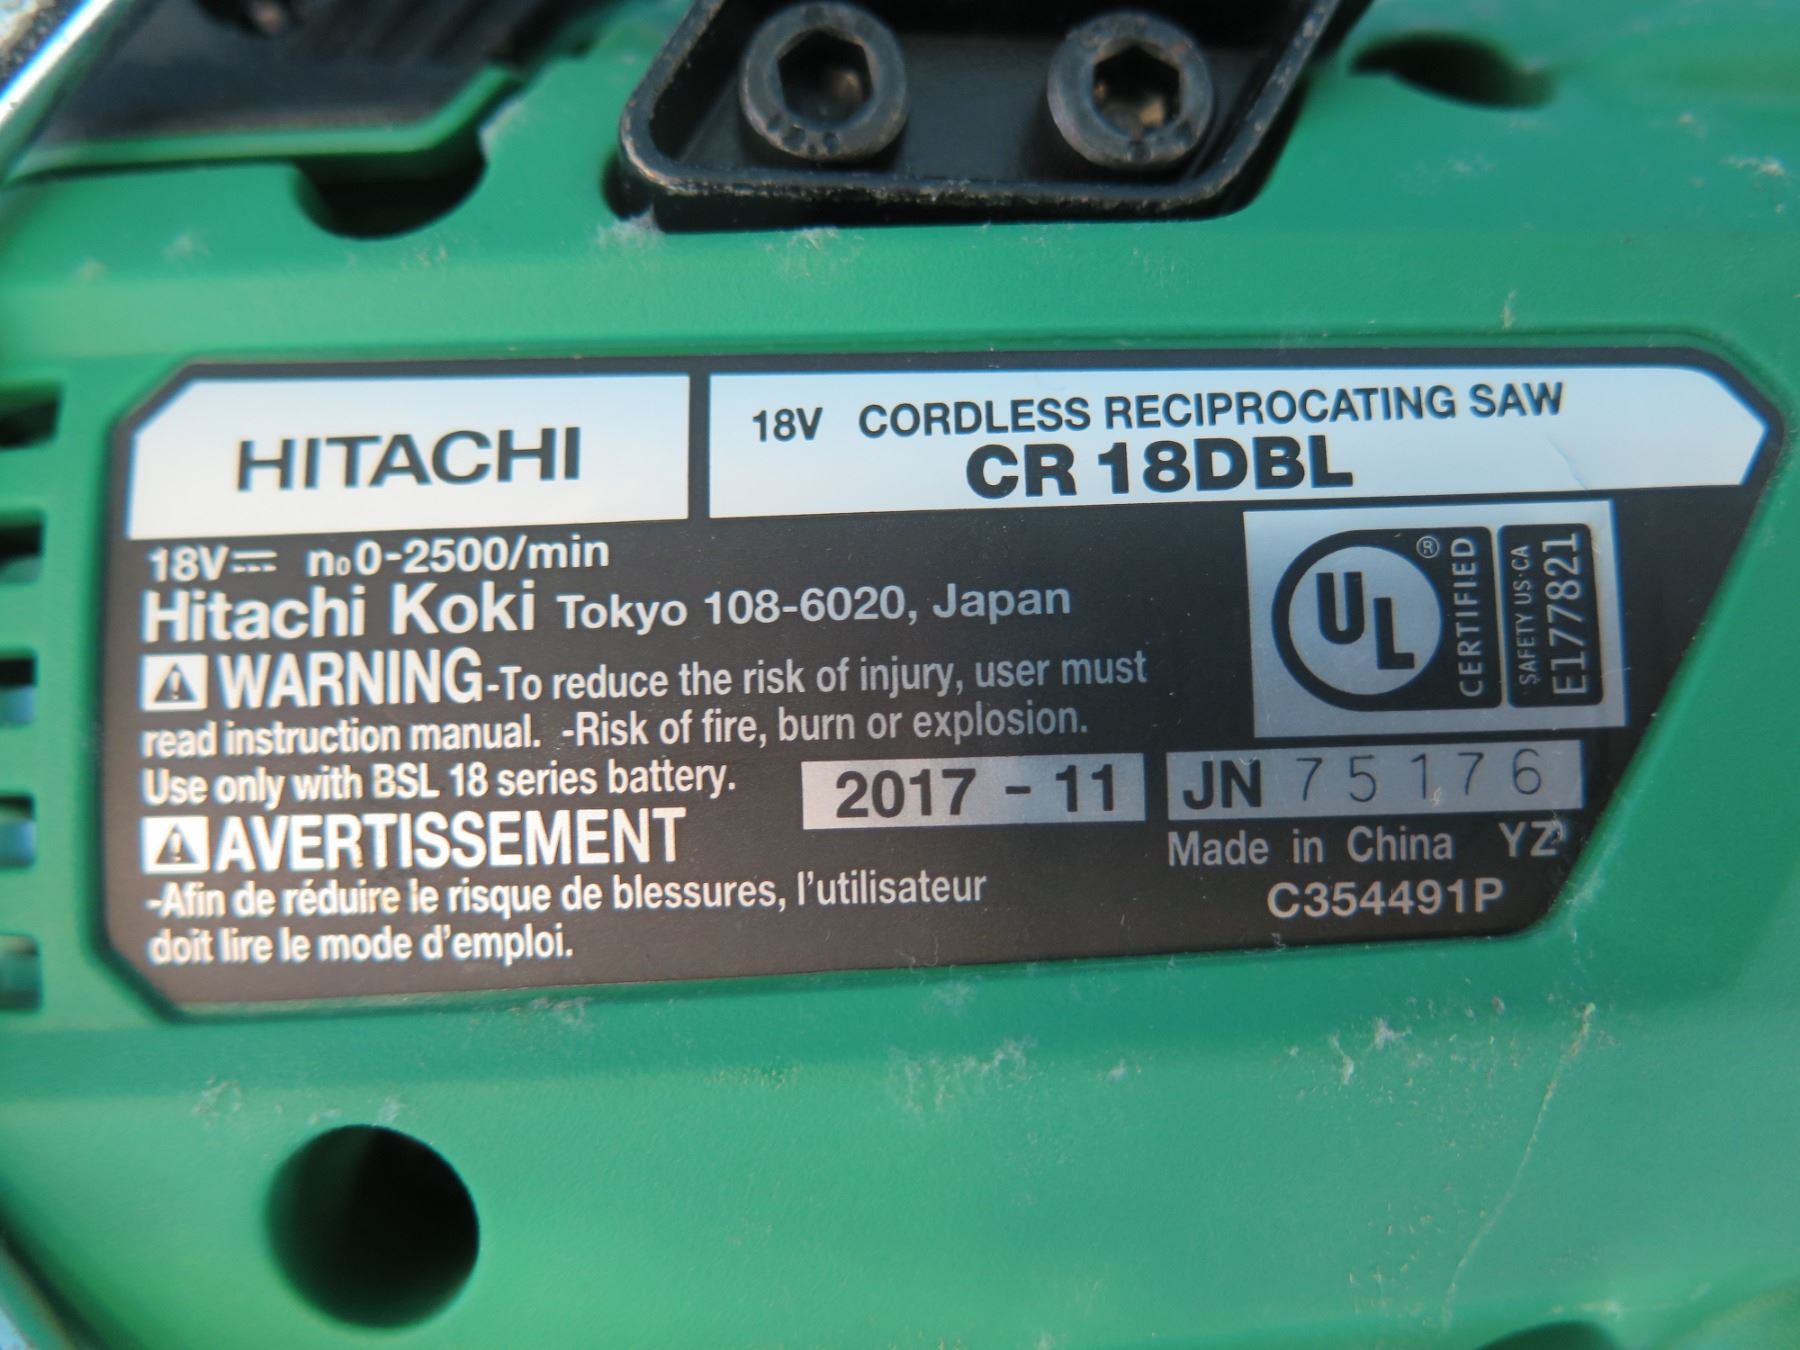 HITACHI
18V CORDLESS RECIPROCATING SAW
CR 18DBL
18V⎓ n₀0-2500/min
Hitachi Koki Tokyo 108-6020, Japan
⚠ WARNING-To reduce the risk of injury, user must
read instruction manual. -Risk of fire, burn or explosion.
Use only with BSL 18 series battery.
⚠ AVERTISSEMENT
-Afin de réduire le risque de blessures, l'utilisateur
doit lire le mode d'emploi.
UL ®
CERTIFIED
SAFETY US·CA
E177821
2017 - 11
JN 75176
Made in China YZ
C354491P